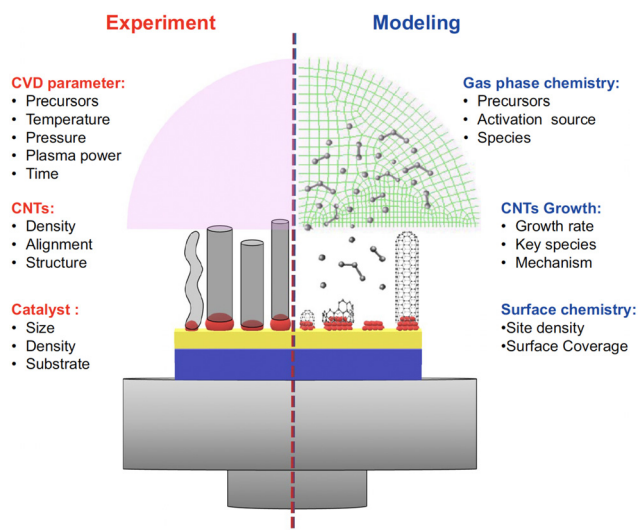 Experiment
Modeling
CVD parameter:
• Precursors
• Temperature
• Pressure
• Plasma power
• Time
CNTs:
• Density
• Alignment
• Structure
Catalyst :
• Size
• Density
• Substrate
Gas phase chemistry:
• Precursors
• Activation source
• Species
CNTs Growth:
• Growth rate
• Key species
• Mechanism
Surface chemistry:
•Site density
•Surface Coverage